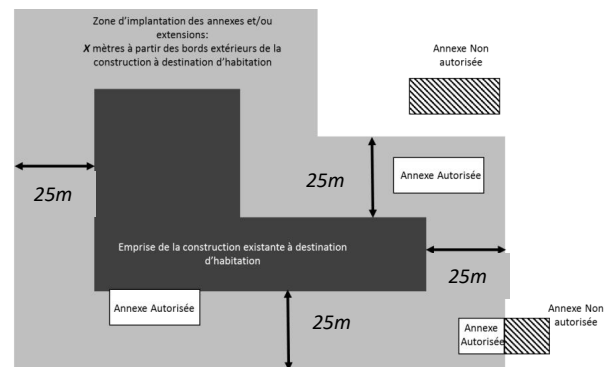 Zone d’implantation des annexes et/ou
extensions:
X mètres à partir des bords extérieurs de la
construction à destination d’habitation
Annexe Non
autorisée
25m
25m
Annexe Autorisée
Emprise de la construction existante à destination
d’habitation
25m
Annexe Autorisée
25m
Annexe
Autorisée
Annexe Non
autorisée